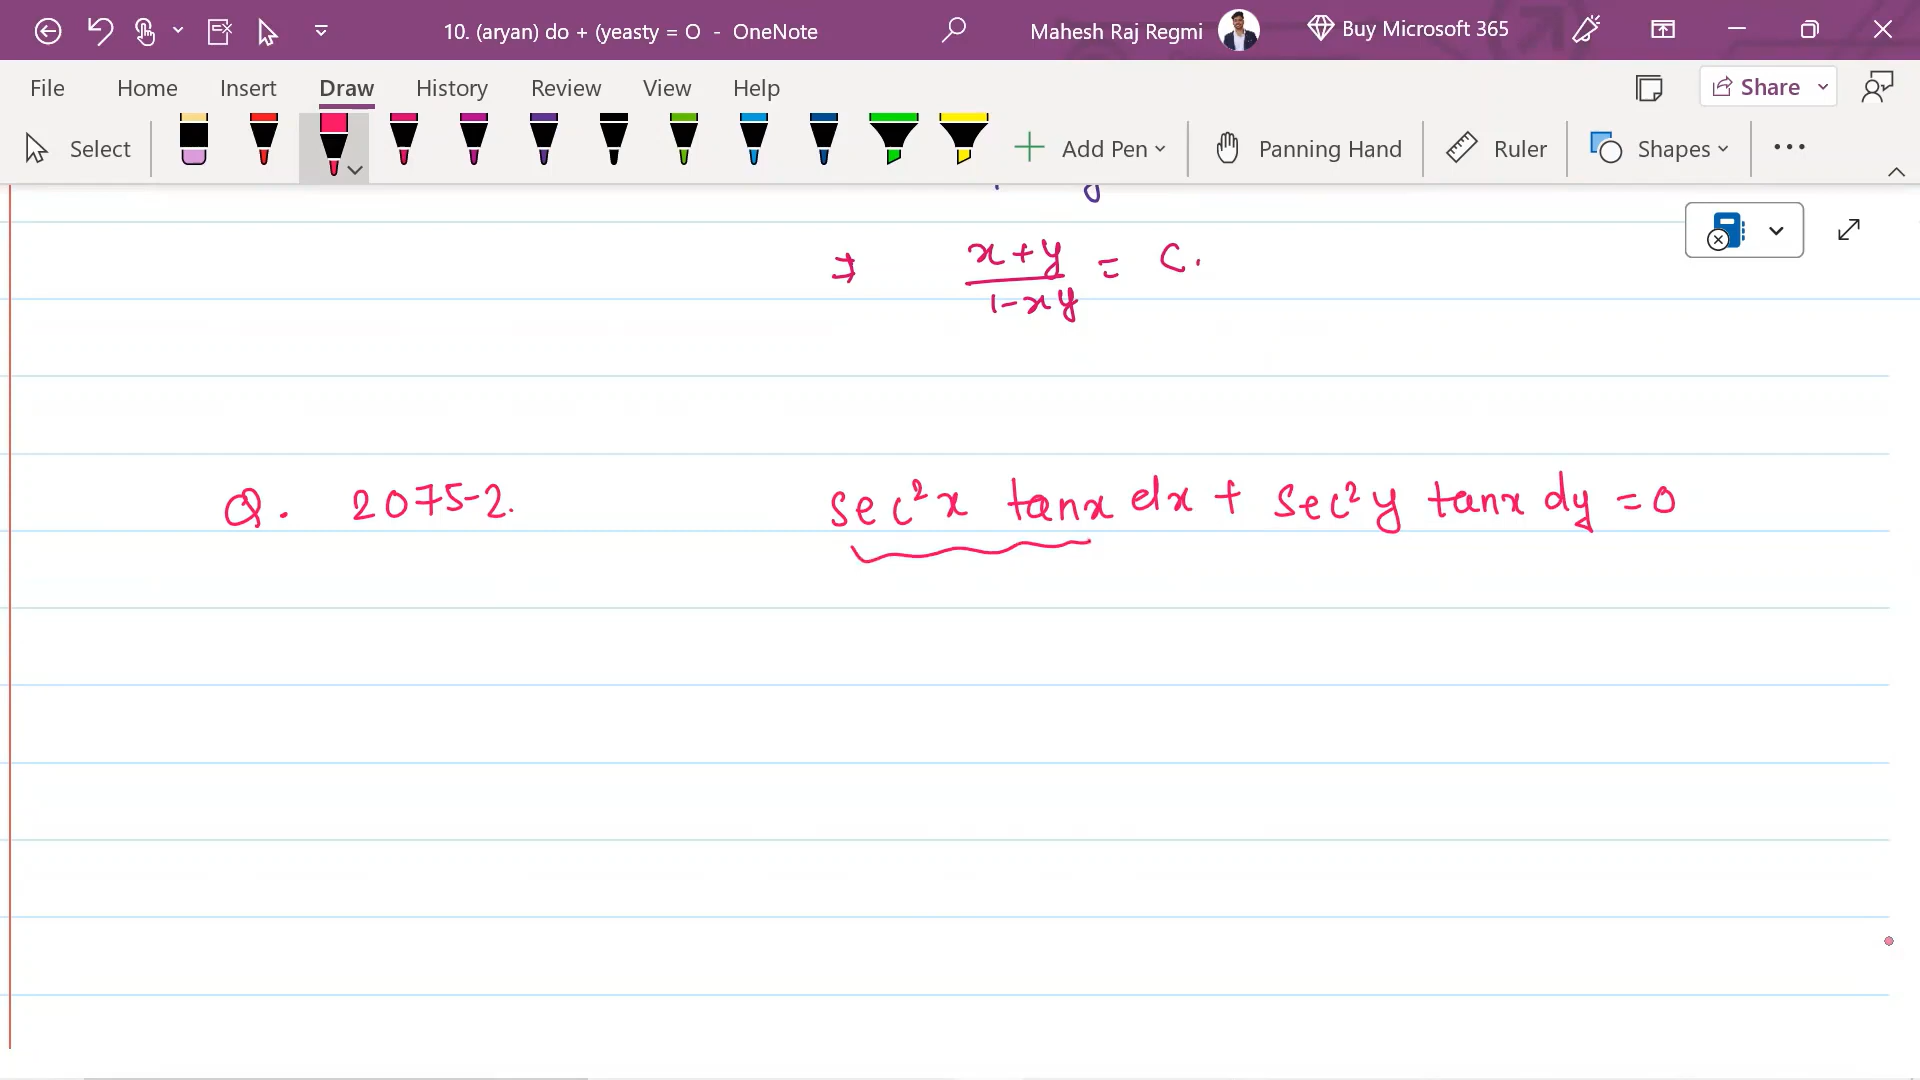 10. (aryan) do + (yeasty = O - OneNote
Mahesh Raj Regmi
Buy Microsoft 365
File Home Insert Draw History Review View Help
Share
Select
Add Pen
Panning Hand
Ruler
Shapes
⇒ x+y/1-xy = C.
Q. 2075-2. sec²x tanx dx + sec²y tanx dy = 0